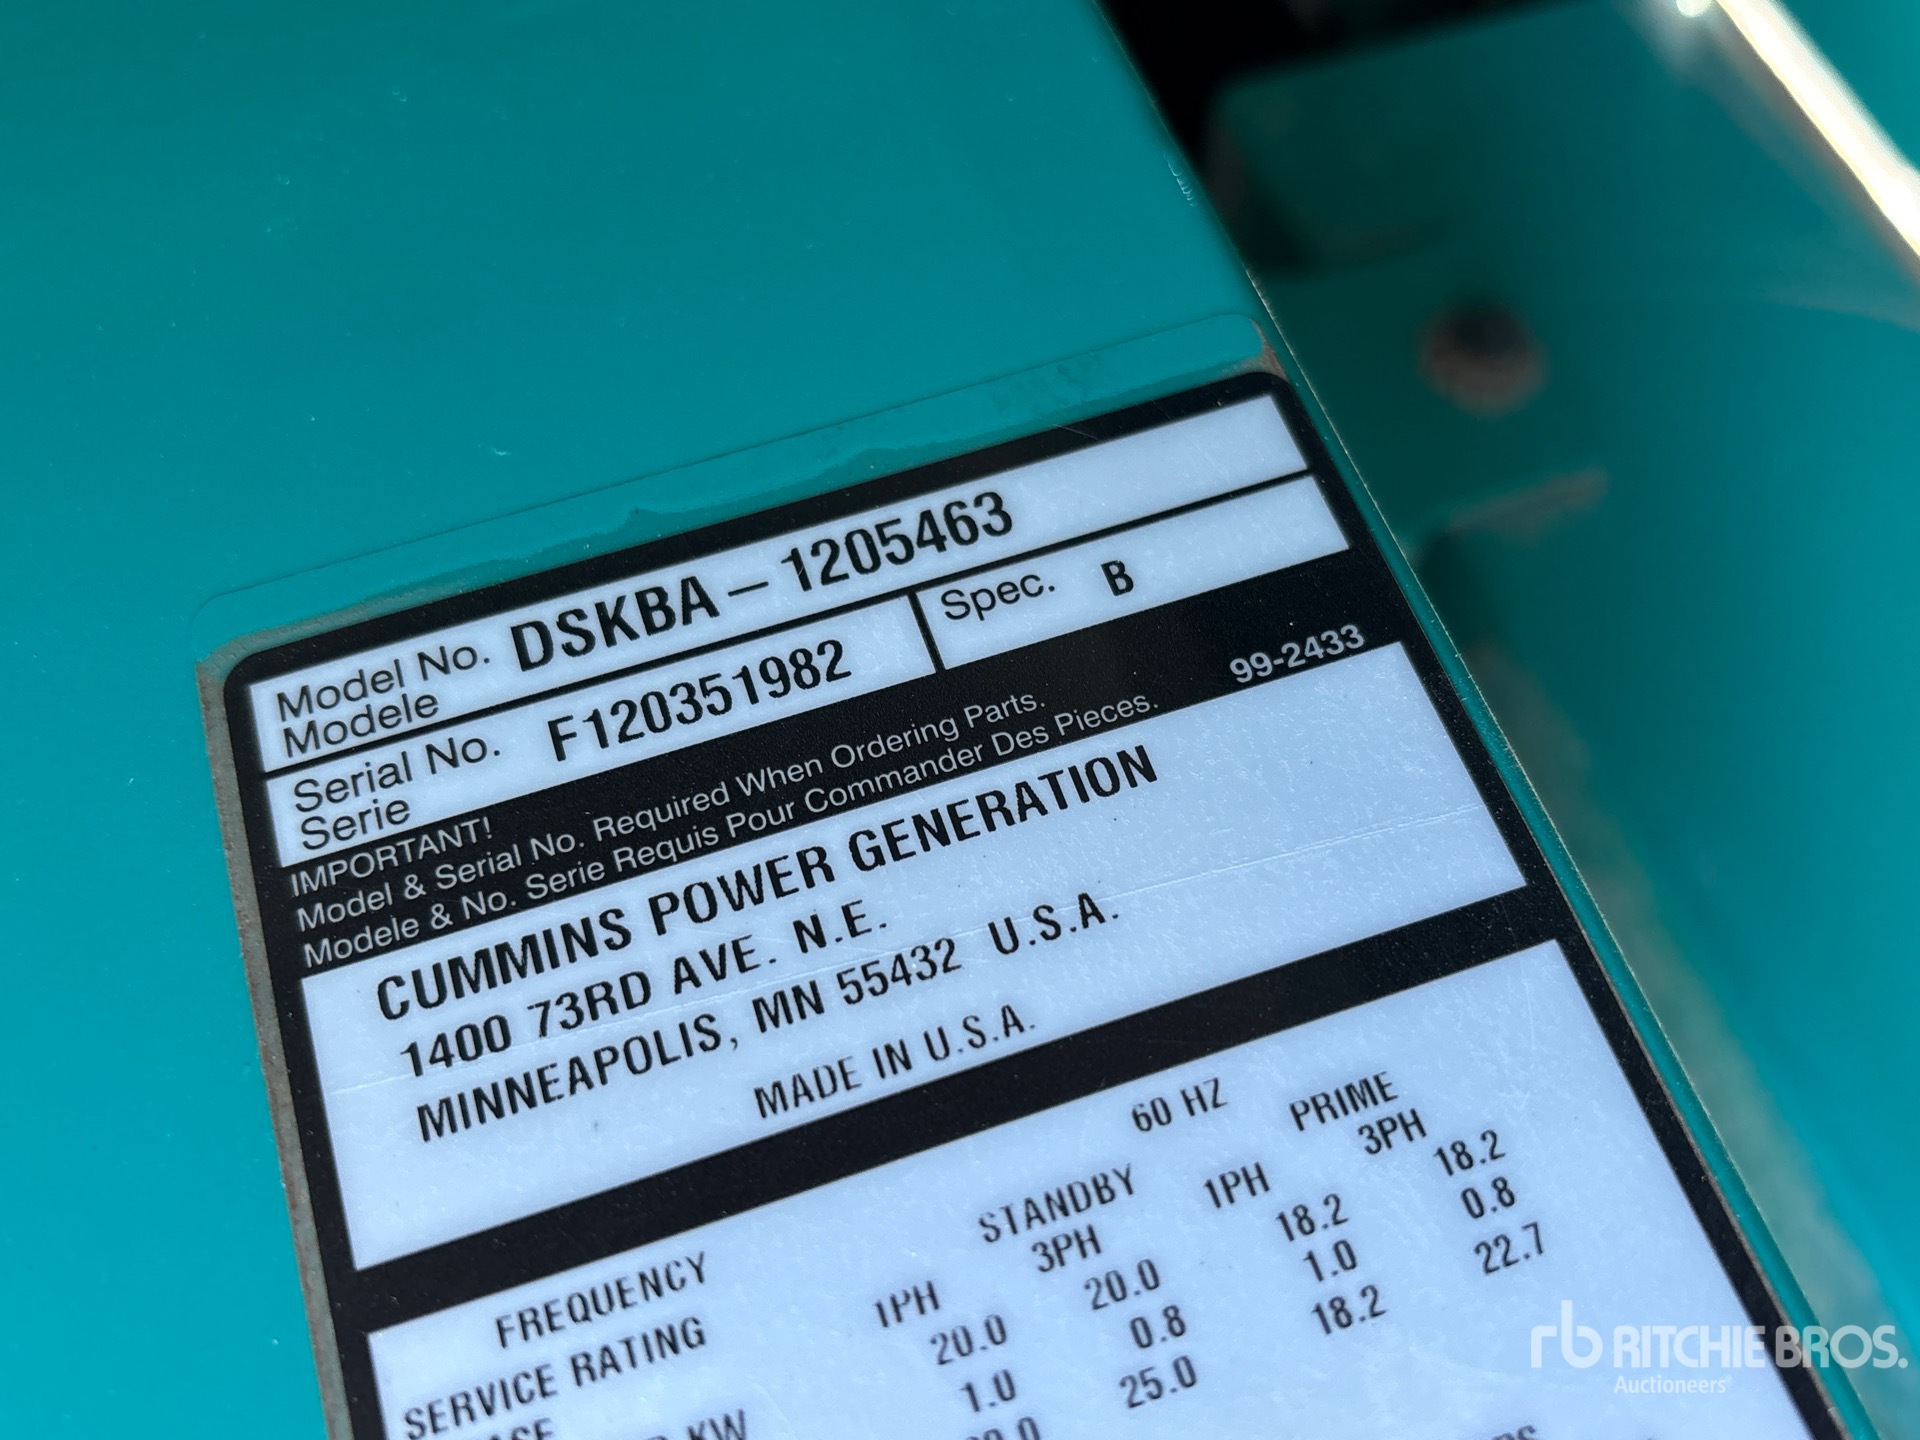 Model No. DSKBA – 1205463
Modele
Serial No. F120351982 Spec. B
Serie
IMPORTANT! 99-2433
Model & Serial No. Required When Ordering Parts.
Modele & No. Serie Requis Pour Commander Des Pieces.
CUMMINS POWER GENERATION
1400 73RD AVE. N.E.
MINNEAPOLIS, MN 55432 U.S.A.
MADE IN U.S.A.
FREQUENCY 60 HZ
SERVICE RATING STANDBY PRIME
1PH 3PH 1PH 3PH
KW 20.0 20.0 18.2 18.2
1.0 0.8 1.0 0.8
25.0 18.2 22.7
rb RITCHIE BROS.
Auctioneers